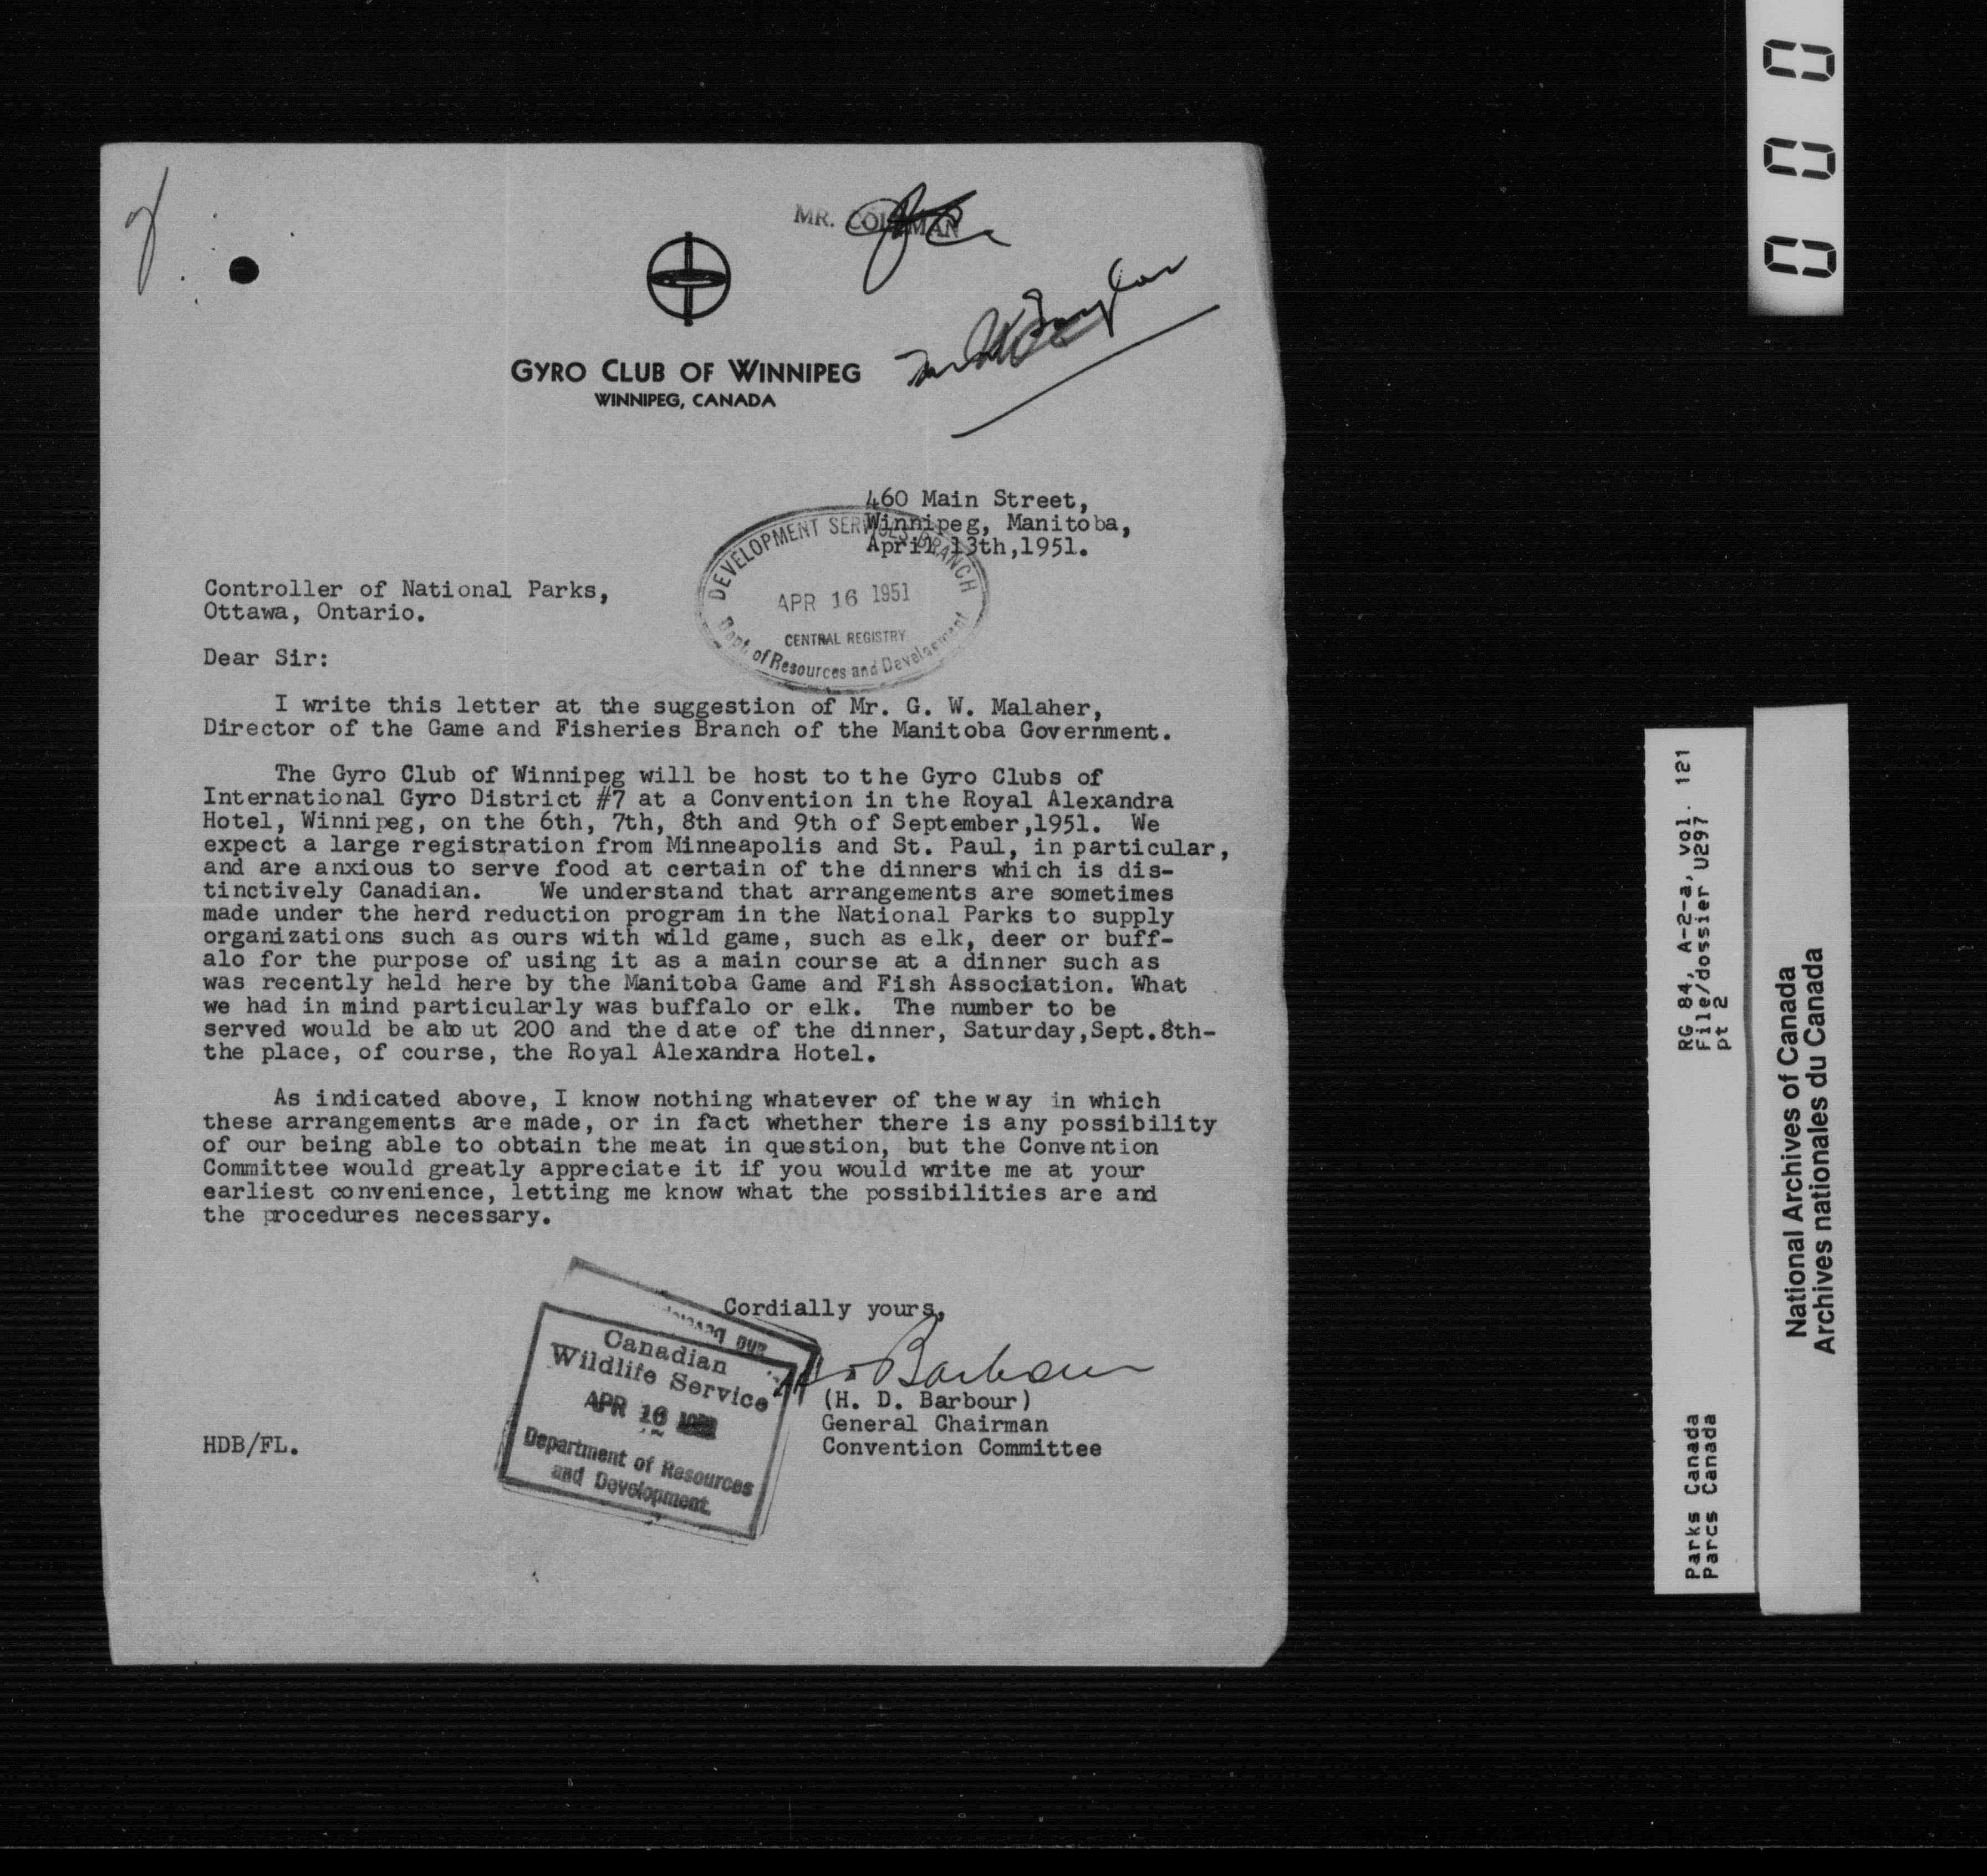 MR.
GYRO CLUB OF WINNIPEG
WINNIPEG, CANADA
460 Main Street,
Winnipeg, Manitoba,
April 13th,1951.
DEVELOPMENT SERVICES BRANCH
APR 16 1951
CENTRAL REGISTRY
Dept. of Resources and Development
Controller of National Parks,
Ottawa, Ontario.
Dear Sir:
I write this letter at the suggestion of Mr. G. W. Malaher,
Director of the Game and Fisheries Branch of the Manitoba Government.
The Gyro Club of Winnipeg will be host to the Gyro Clubs of
International Gyro District #7 at a Convention in the Royal Alexandra
Hotel, Winnipeg, on the 6th, 7th, 8th and 9th of September,1951. We
expect a large registration from Minneapolis and St. Paul, in particular,
and are anxious to serve food at certain of the dinners which is dis-
tinctively Canadian. We understand that arrangements are sometimes
made under the herd reduction program in the National Parks to supply
organizations such as ours with wild game, such as elk, deer or buff-
alo for the purpose of using it as a main course at a dinner such as
was recently held here by the Manitoba Game and Fish Association. What
we had in mind particularly was buffalo or elk. The number to be
served would be about 200 and the date of the dinner, Saturday,Sept.8th-
the place, of course, the Royal Alexandra Hotel.
As indicated above, I know nothing whatever of the way in which
these arrangements are made, or in fact whether there is any possibility
of our being able to obtain the meat in question, but the Convention
Committee would greatly appreciate it if you would write me at your
earliest convenience, letting me know what the possibilities are and
the procedures necessary.
Cordially yours,
Barbour
(H. D. Barbour)
General Chairman
Convention Committee
HDB/FL.
Canadian
Wildlife Service
APR 16
Department of Resources
and Development.
000
RG 84, A-2-a, vol. 121
File/dossier U297
pt 2
Parks Canada
Parcs Canada
National Archives of Canada
Archives nationales du Canada